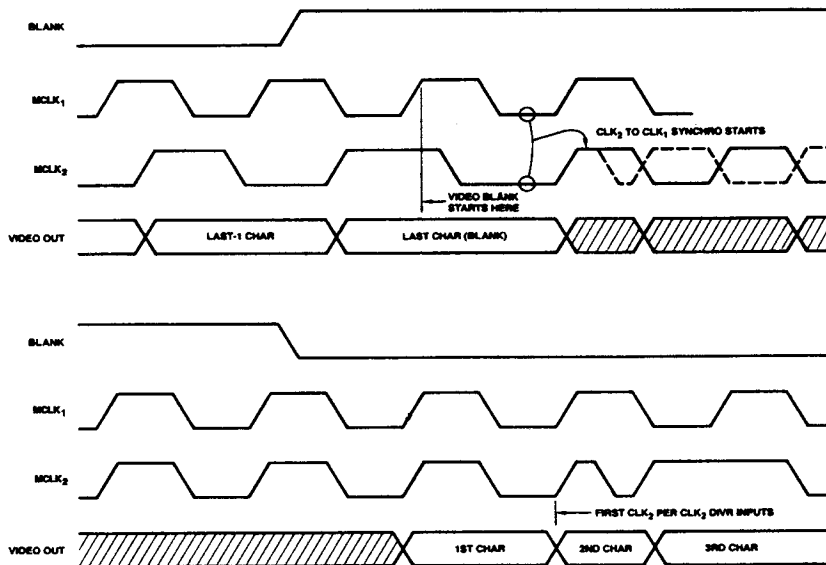 BLANK
MCLK₁
CLK₂ TO CLK₁ SYNCHRO STARTS
MCLK₂
VIDEO BLANK
STARTS HERE
VIDEO OUT
LAST-1 CHAR
LAST CHAR (BLANK)
BLANK
MCLK₁
MCLK₂
FIRST CLK₂ PER CLK₂ DIVR INPUTS
VIDEO OUT
1ST CHAR
2ND CHAR
3RD CHAR